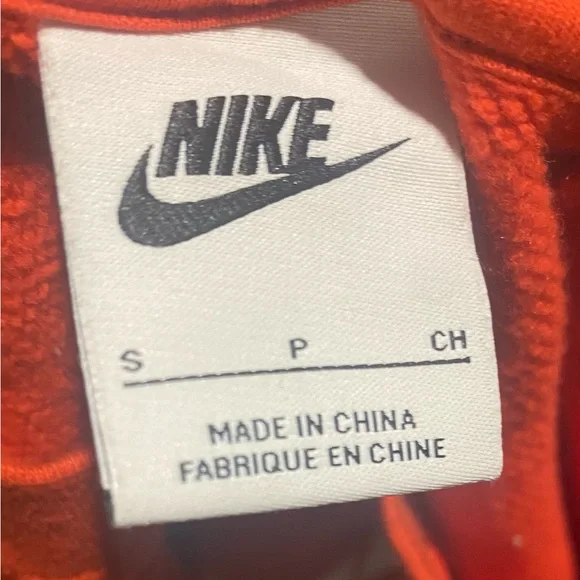 NIKE
S P CH
MADE IN CHINA
FABRIQUE EN CHINE